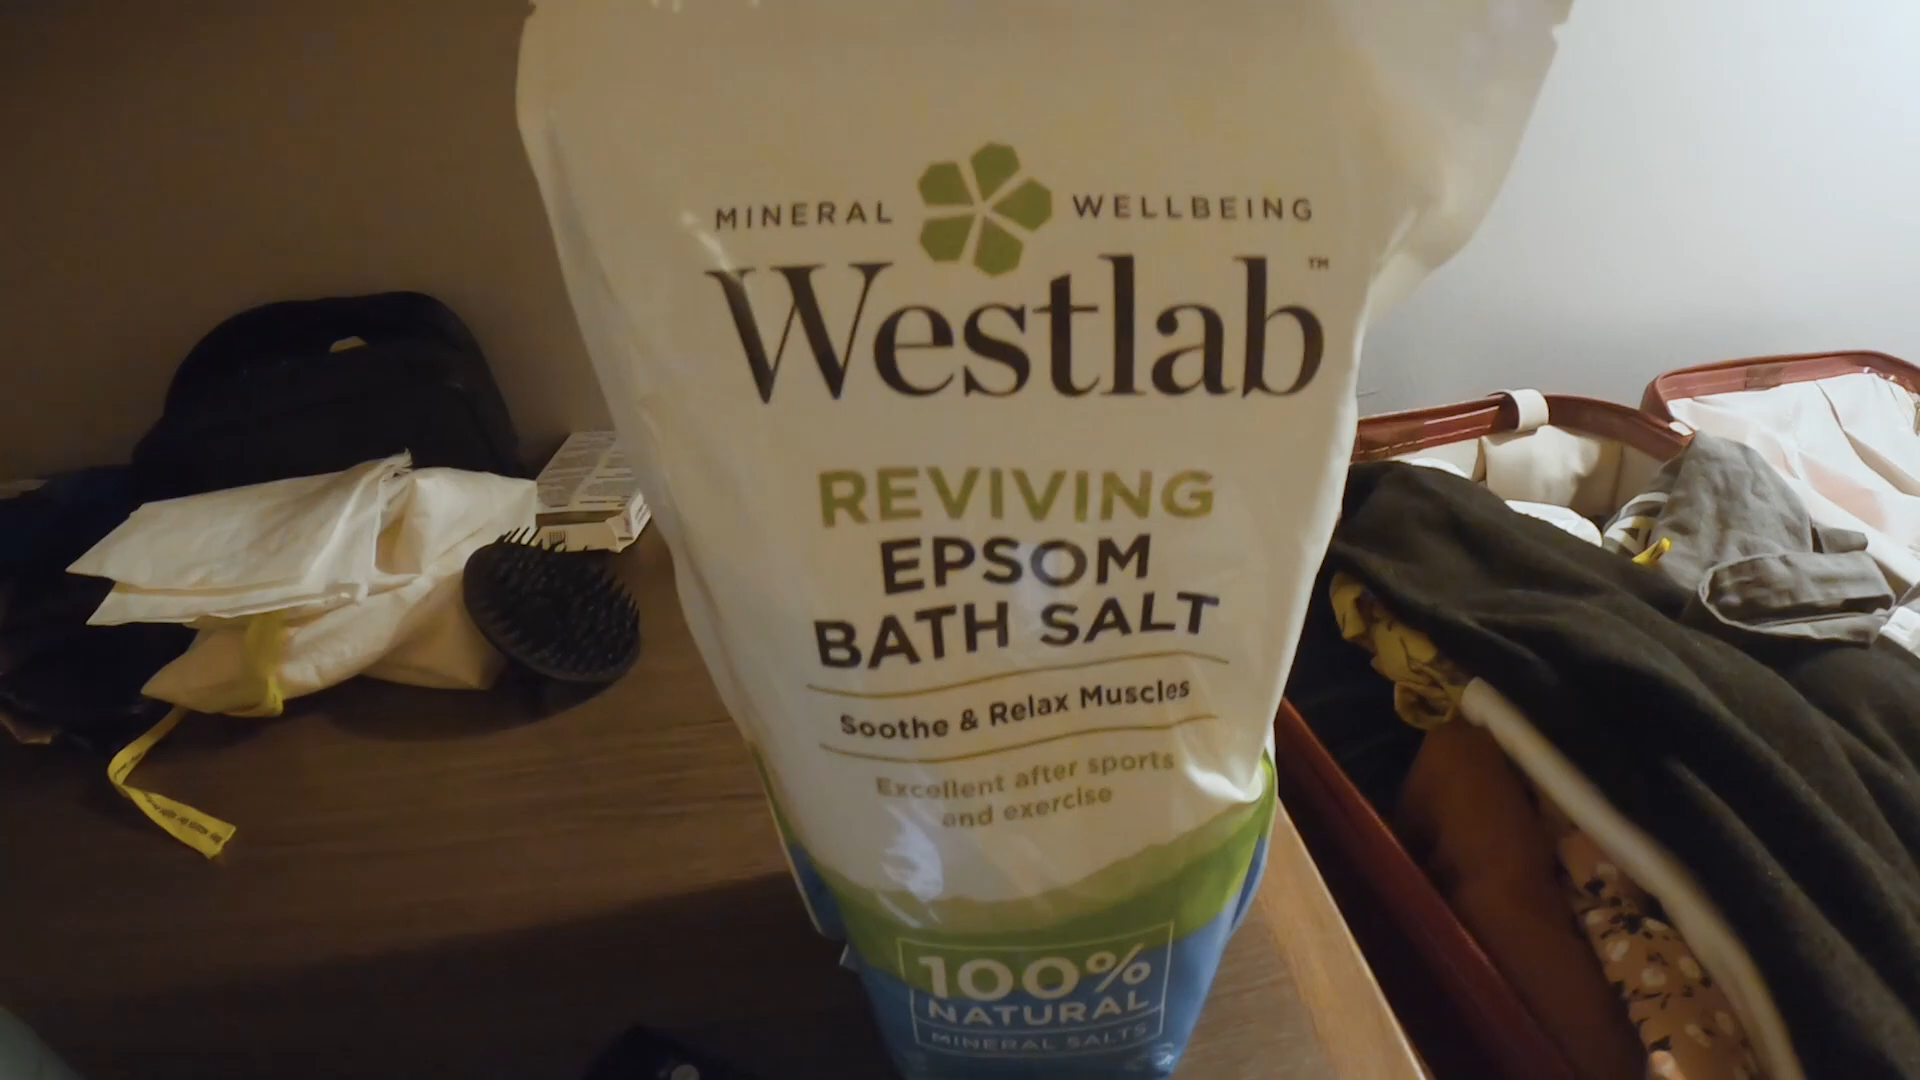 MINERAL WELLBEING
Westlab™
REVIVING
EPSOM
BATH SALT
Soothe & Relax Muscles
Excellent after sports
and exercise
100%
NATURAL
MINERAL SALTS